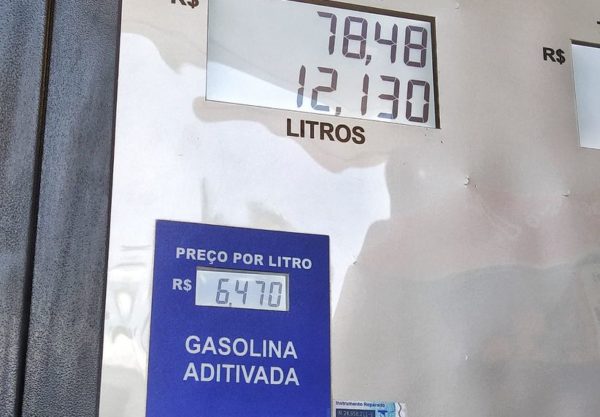 R$
78,48
12,130
LITROS
R$
PREÇO POR LITRO
R$ 6,470
GASOLINA
ADITIVADA
Instrumento Reparado